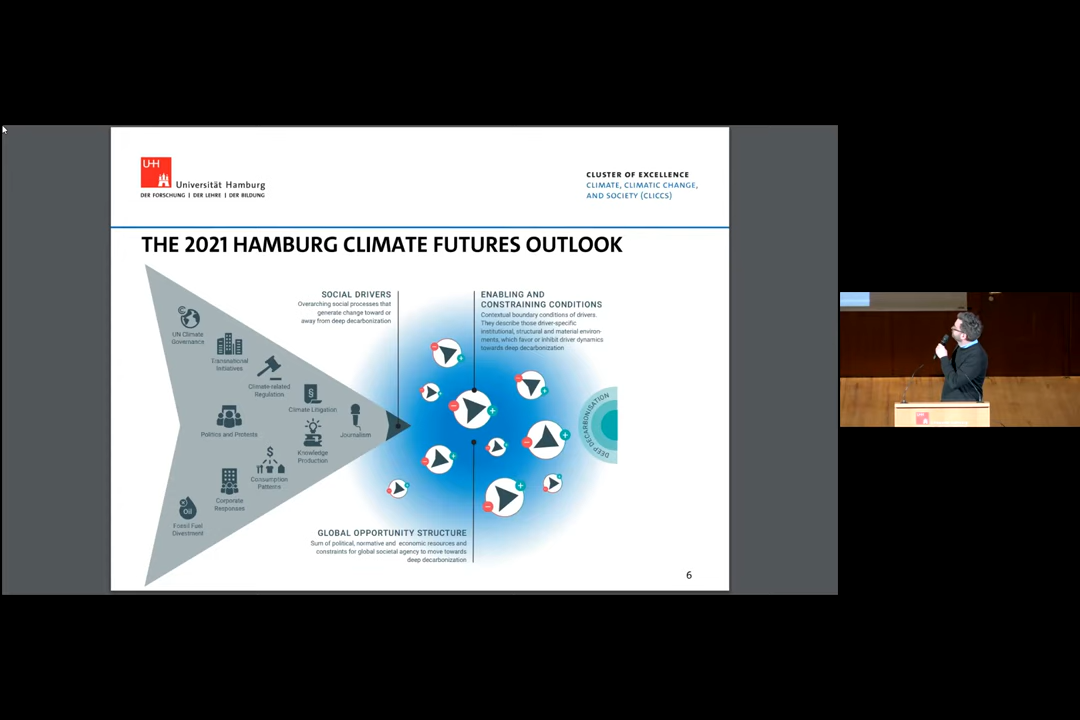 UHH
Universität Hamburg
DER FORSCHUNG | DER LEHRE | DER BILDUNG
CLUSTER OF EXCELLENCE
CLIMATE, CLIMATIC CHANGE,
AND SOCIETY (CLICCS)
THE 2021 HAMBURG CLIMATE FUTURES OUTLOOK
SOCIAL DRIVERS
Overarching social processes that
generate change toward or
away from deep decarbonization
ENABLING AND
CONSTRAINING CONDITIONS
Contextual boundary conditions of drivers.
They describe those driver-specific
institutional, structural and material environ-
ments, which favor or inhibit driver dynamics
towards deep decarbonization
UN Climate
Governance
Transnational
Initiatives
Climate-related
Regulation
§
Climate Litigation
Politics and Protests
Journalism
Knowledge
Production
$
Consumption
Patterns
Corporate
Responses
Oil
Fossil Fuel
Divestment
DEEP DECARBONISATION
GLOBAL OPPORTUNITY STRUCTURE
Sum of political, normative and economic resources and
constraints for global societal agency to move towards
deep decarbonization
6